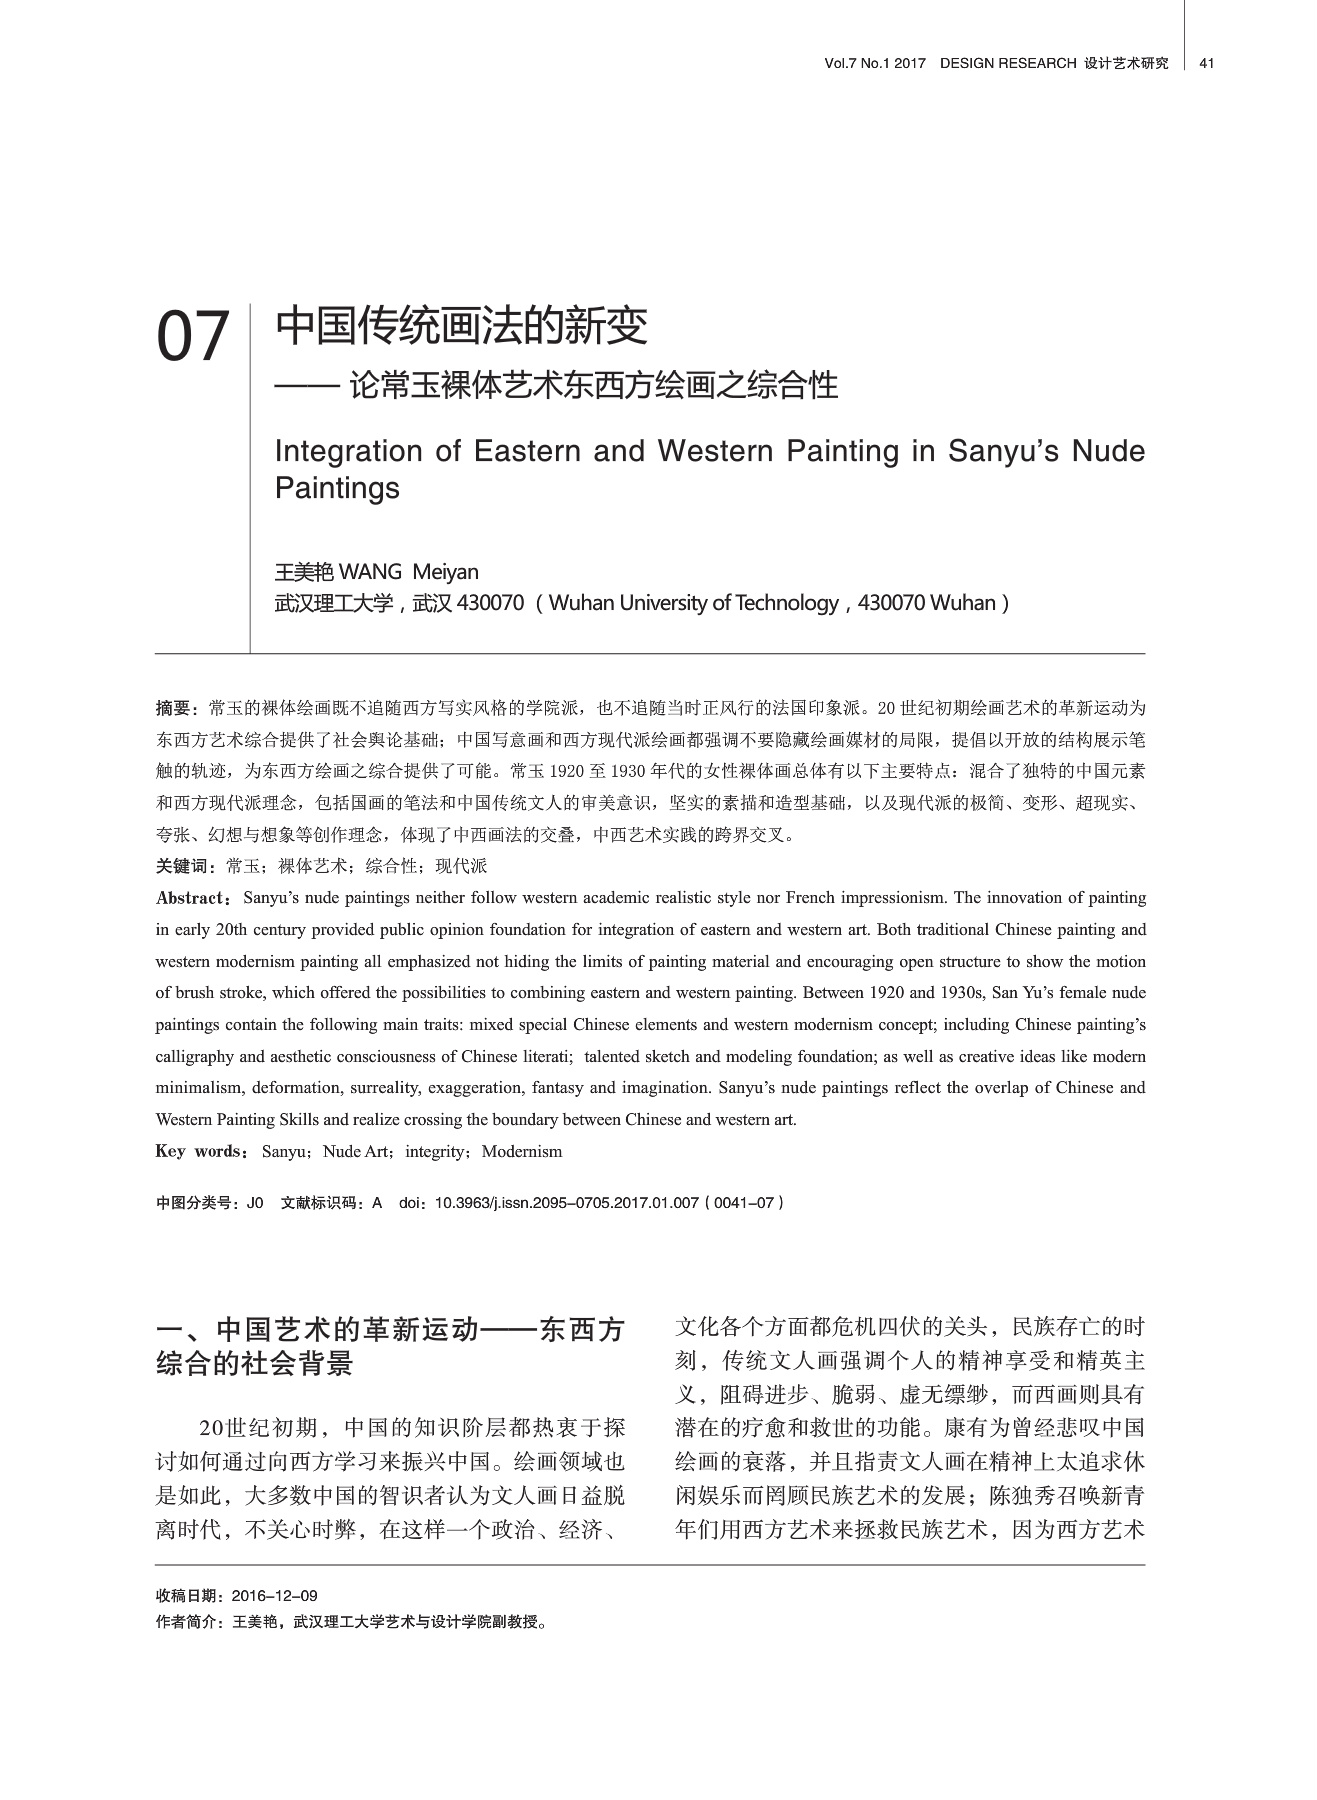 Vol.7 No.1 2017 DESIGN RESEARCH 设计艺术研究 41
07
中国传统画法的新变
—— 论常玉裸体艺术东西方绘画之综合性
Integration of Eastern and Western Painting in Sanyu's Nude
Paintings
王美艳 WANG Meiyan
武汉理工大学，武汉 430070（Wuhan University of Technology，430070 Wuhan）
摘要：常玉的裸体绘画既不追随西方写实风格的学院派，也不追随当时正风行的法国印象派。20 世纪初期绘画艺术的革新运动为
东西方艺术综合提供了社会舆论基础；中国写意画和西方现代派绘画都强调不要隐藏绘画媒材的局限，提倡以开放的结构展示笔
触的轨迹，为东西方绘画之综合提供了可能。常玉 1920 至 1930 年代的女性裸体画总体有以下主要特点：混合了独特的中国元素
和西方现代派理念，包括国画的笔法和中国传统文人的审美意识，坚实的素描和造型基础，以及现代派的极简、变形、超现实、
夸张、幻想与想象等创作理念，体现了中西画法的交叠，中西艺术实践的跨界交叉。
关键词：常玉；裸体艺术；综合性；现代派
Abstract：Sanyu's nude paintings neither follow western academic realistic style nor French impressionism. The innovation of painting
in early 20th century provided public opinion foundation for integration of eastern and western art. Both traditional Chinese painting and
western modernism painting all emphasized not hiding the limits of painting material and encouraging open structure to show the motion
of brush stroke, which offered the possibilities to combining eastern and western painting. Between 1920 and 1930s, San Yu's female nude
paintings contain the following main traits: mixed special Chinese elements and western modernism concept; including Chinese painting's
calligraphy and aesthetic consciousness of Chinese literati; talented sketch and modeling foundation; as well as creative ideas like modern
minimalism, deformation, surreality, exaggeration, fantasy and imagination. Sanyu's nude paintings reflect the overlap of Chinese and
Western Painting Skills and realize crossing the boundary between Chinese and western art.
Key words：Sanyu；Nude Art；integrity；Modernism
中图分类号：J0 文献标识码：A doi：10.3963/j.issn.2095-0705.2017.01.007（0041-07）
一、中国艺术的革新运动——东西方
综合的社会背景
20世纪初期，中国的知识阶层都热衷于探
讨如何通过向西方学习来振兴中国。绘画领域也
是如此，大多数中国的智识者认为文人画日益脱
离时代，不关心时弊，在这样一个政治、经济、
文化各个方面都危机四伏的关头，民族存亡的时
刻，传统文人画强调个人的精神享受和精英主
义，阻碍进步、脆弱、虚无缥缈，而西画则具有
潜在的疗愈和救世的功能。康有为曾经悲叹中国
绘画的衰落，并且指责文人画在精神上太追求休
闲娱乐而罔顾民族艺术的发展；陈独秀召唤新青
年们用西方艺术来拯救民族艺术，因为西方艺术
收稿日期：2016-12-09
作者简介：王美艳，武汉理工大学艺术与设计学院副教授。